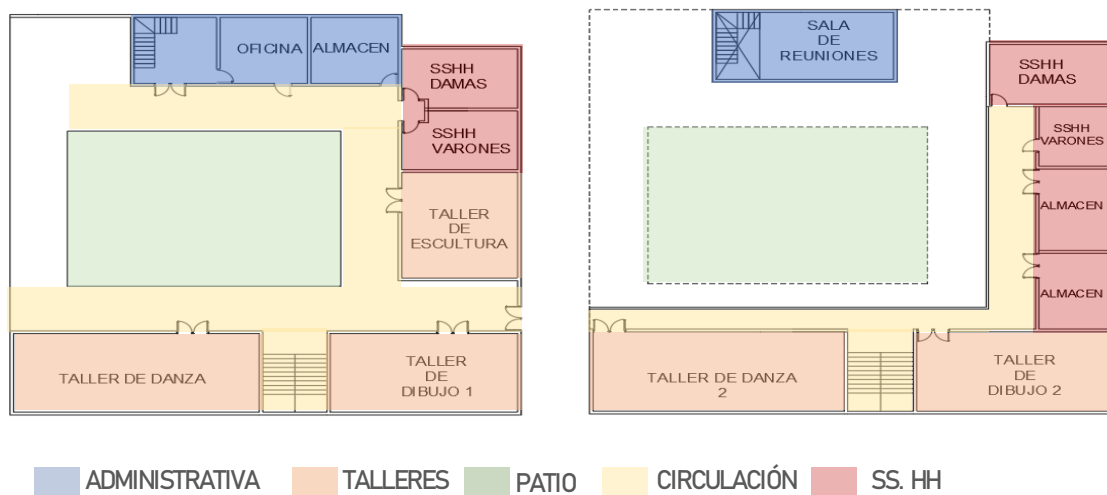 OFICINA
ALMACEN
SSHH
DAMAS
SSHH
VARONES
TALLER
DE
ESCULTURA
TALLER DE DANZA
TALLER
DE
DIBUJO 1
SALA
DE
REUNIONES
SSHH
DAMAS
SSHH
VARONES
ALMACEN
ALMACEN
TALLER DE DANZA
2
TALLER
DE
DIBUJO 2
ADMINISTRATIVA
TALLERES
PATIO
CIRCULACIÓN
SS. HH